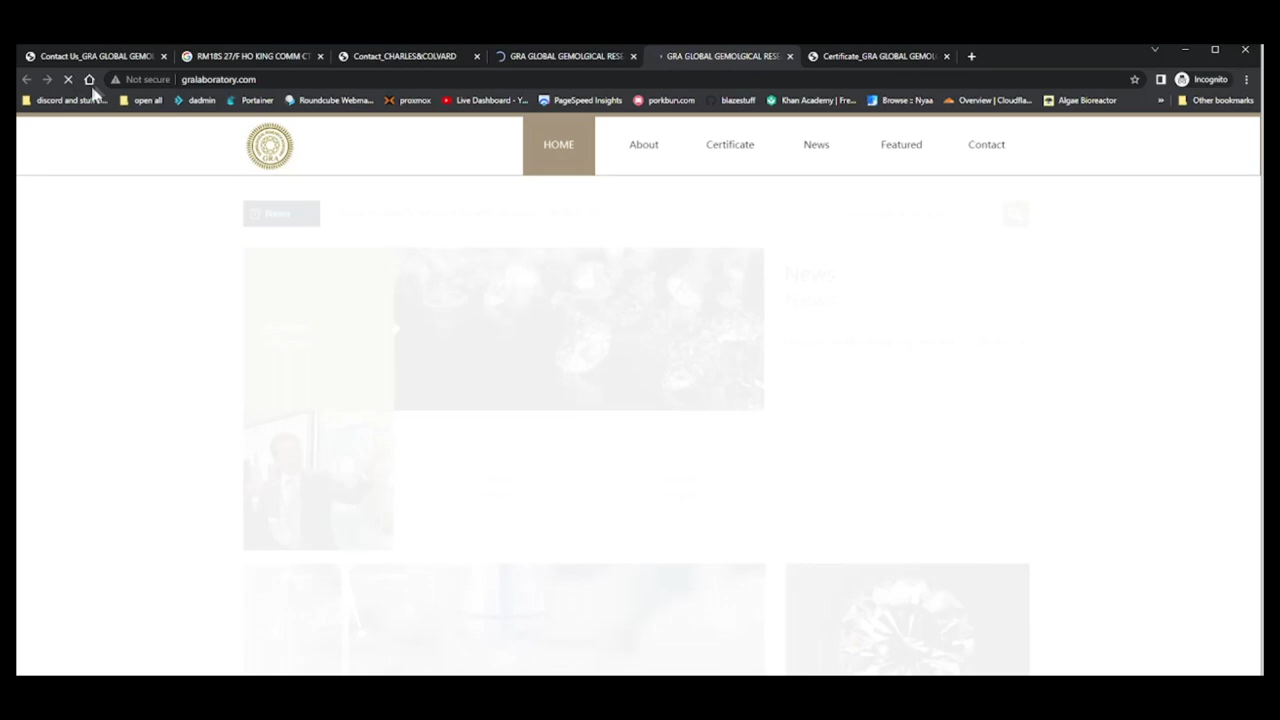 Contact Us_GRA GLOBAL GEMOL
RM18S 27/F HO KING COMM CT
Contact_CHARLES&COLVARD
GRA GLOBAL GEMOLGICAL RESE
GRA GLOBAL GEMOLGICAL RESE
Certificate_GRA GLOBAL GEMOL
Not secure
gralaboratory.com
Incognito
discord and stuff
open all
dadmin
Portainer
Roundcube Webma...
proxmox
Live Dashboard - Y...
PageSpeed Insights
porkbun.com
blazestuff
Khan Academy | Fre...
Browse :: Nyaa
Overview | Cloudfla...
Algae Bioreactor
Other bookmarks
GRA
HOME
About
Certificate
News
Featured
Contact
News
News